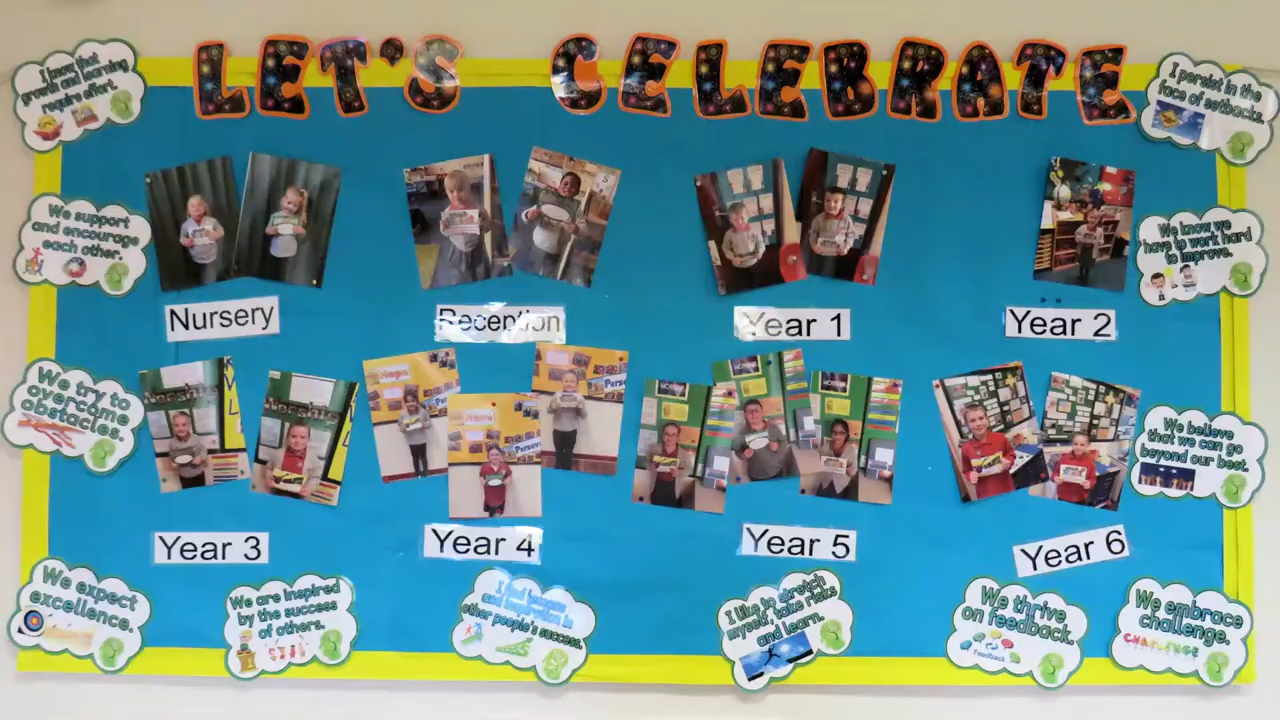 LET'S CELEBRATE
I know that
growth and learning
require effort.
I persist in the
face of setbacks.
We support
and encourage
each other.
We know we
have to work hard
to improve.
Nursery
Reception
Year 1
Year 2
We try to
overcome
obstacles.
We believe
that we can go
beyond our best.
Worship
Worship
Year 3
Year 4
Year 5
Year 6
We expect
excellence.
We are inspired
by the success
of others.
and inspiration in
other people's success.
I like to stretch
myself, take risks
and learn.
We thrive
on feedback.
Feedback
We embrace
challenge.
CHALLENGE